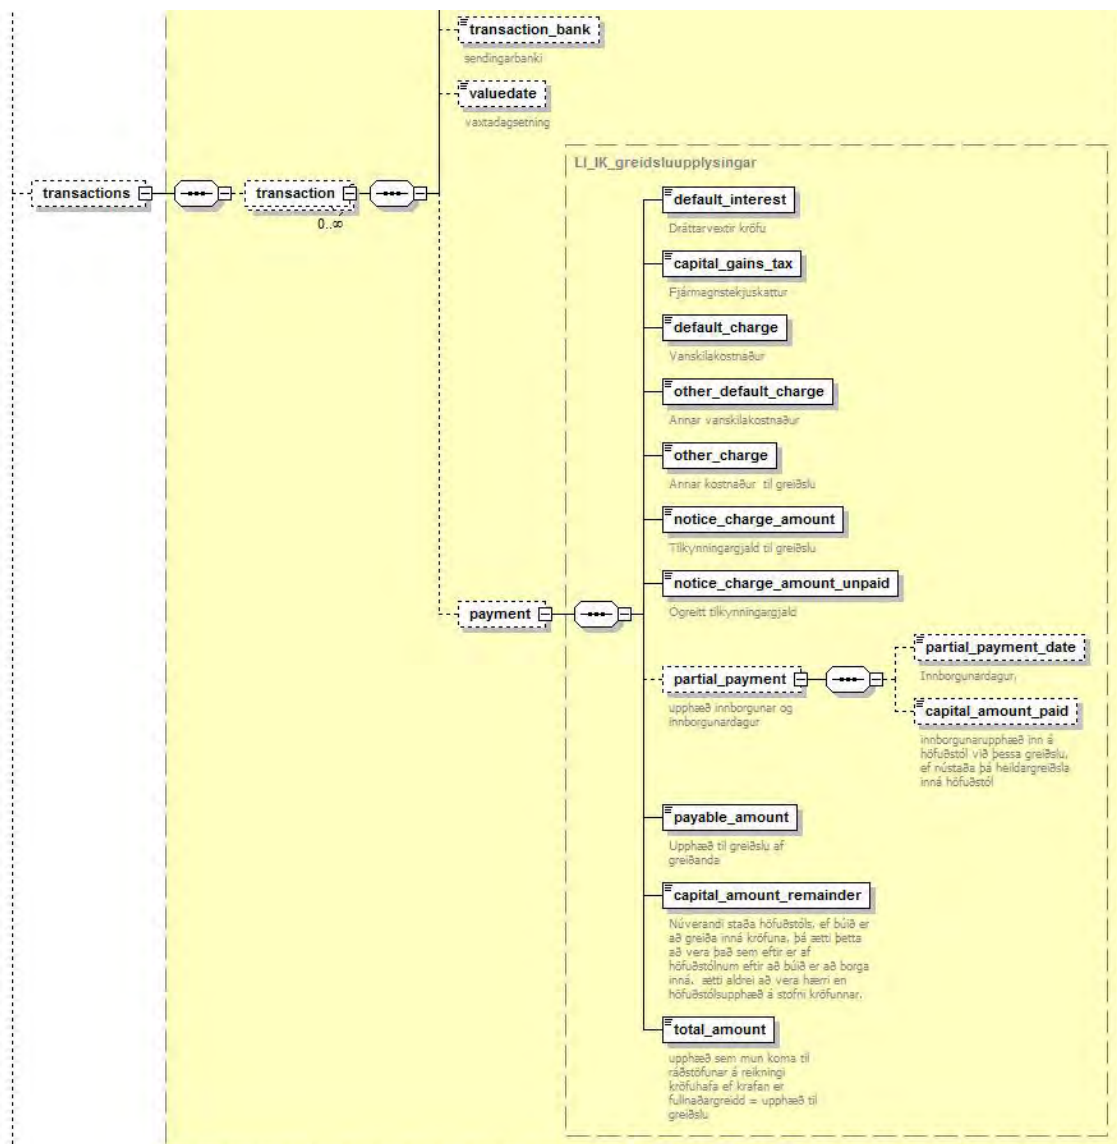 transaction_bank
sendingarbanki
valuedate
vaxtadagsetning
LI_IK_greidsluupplysingar
transactions
transaction
0..∞
default_interest
Dráttarvextir kröfu
capital_gains_tax
Fjármagnstekjuskattur
default_charge
Vanskilakostnaður
other_default_charge
Annar vanskilakostnaður
other_charge
Annar kostnaður til greiðslu
notice_charge_amount
Tilkynningargjald til greiðslu
notice_charge_amount_unpaid
Ógreitt tilkynningargjald
payment
partial_payment
upphæð innborgunar og
innborgunardagur
partial_payment_date
Innborgunardagur,
capital_amount_paid
innborgunarupphæð inn á
höfuðstól við þessa greiðslu,
ef nústaða þá heildargreiðsla
inná höfuðstól
payable_amount
Upphæð til greiðslu af
greiðanda
capital_amount_remainder
Núverandi staða höfuðstóls, ef búið er
að greiða inná kröfuna, þá ætti þetta
að vera það sem eftir er af
höfuðstólnum eftir að búið er að borga
inná. ætti aldrei að vera hærri en
höfuðstólsupphæð á stofni kröfunnar.
total_amount
upphæð sem mun koma til
ráðstöfunar á reikningi
kröfuhafa ef krafan er
fullnaðargreidd = upphæð til
greiðslu